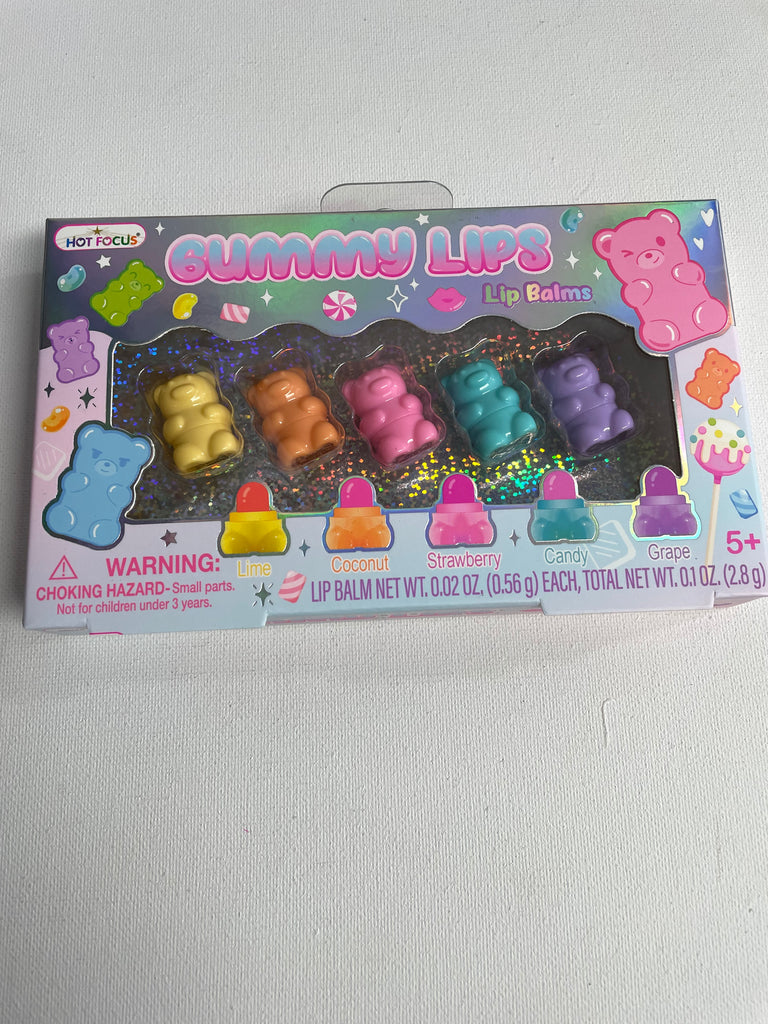 HOT FOCUS®
GUMMY LIPS
Lip Balms
Lime
Coconut
Strawberry
Candy
Grape
5+
WARNING:
CHOKING HAZARD- Small parts.
Not for children under 3 years.
LIP BALM NET WT. 0.02 OZ, (0.56 g) EACH, TOTAL NET WT. 0.1 OZ. (2.8 g)